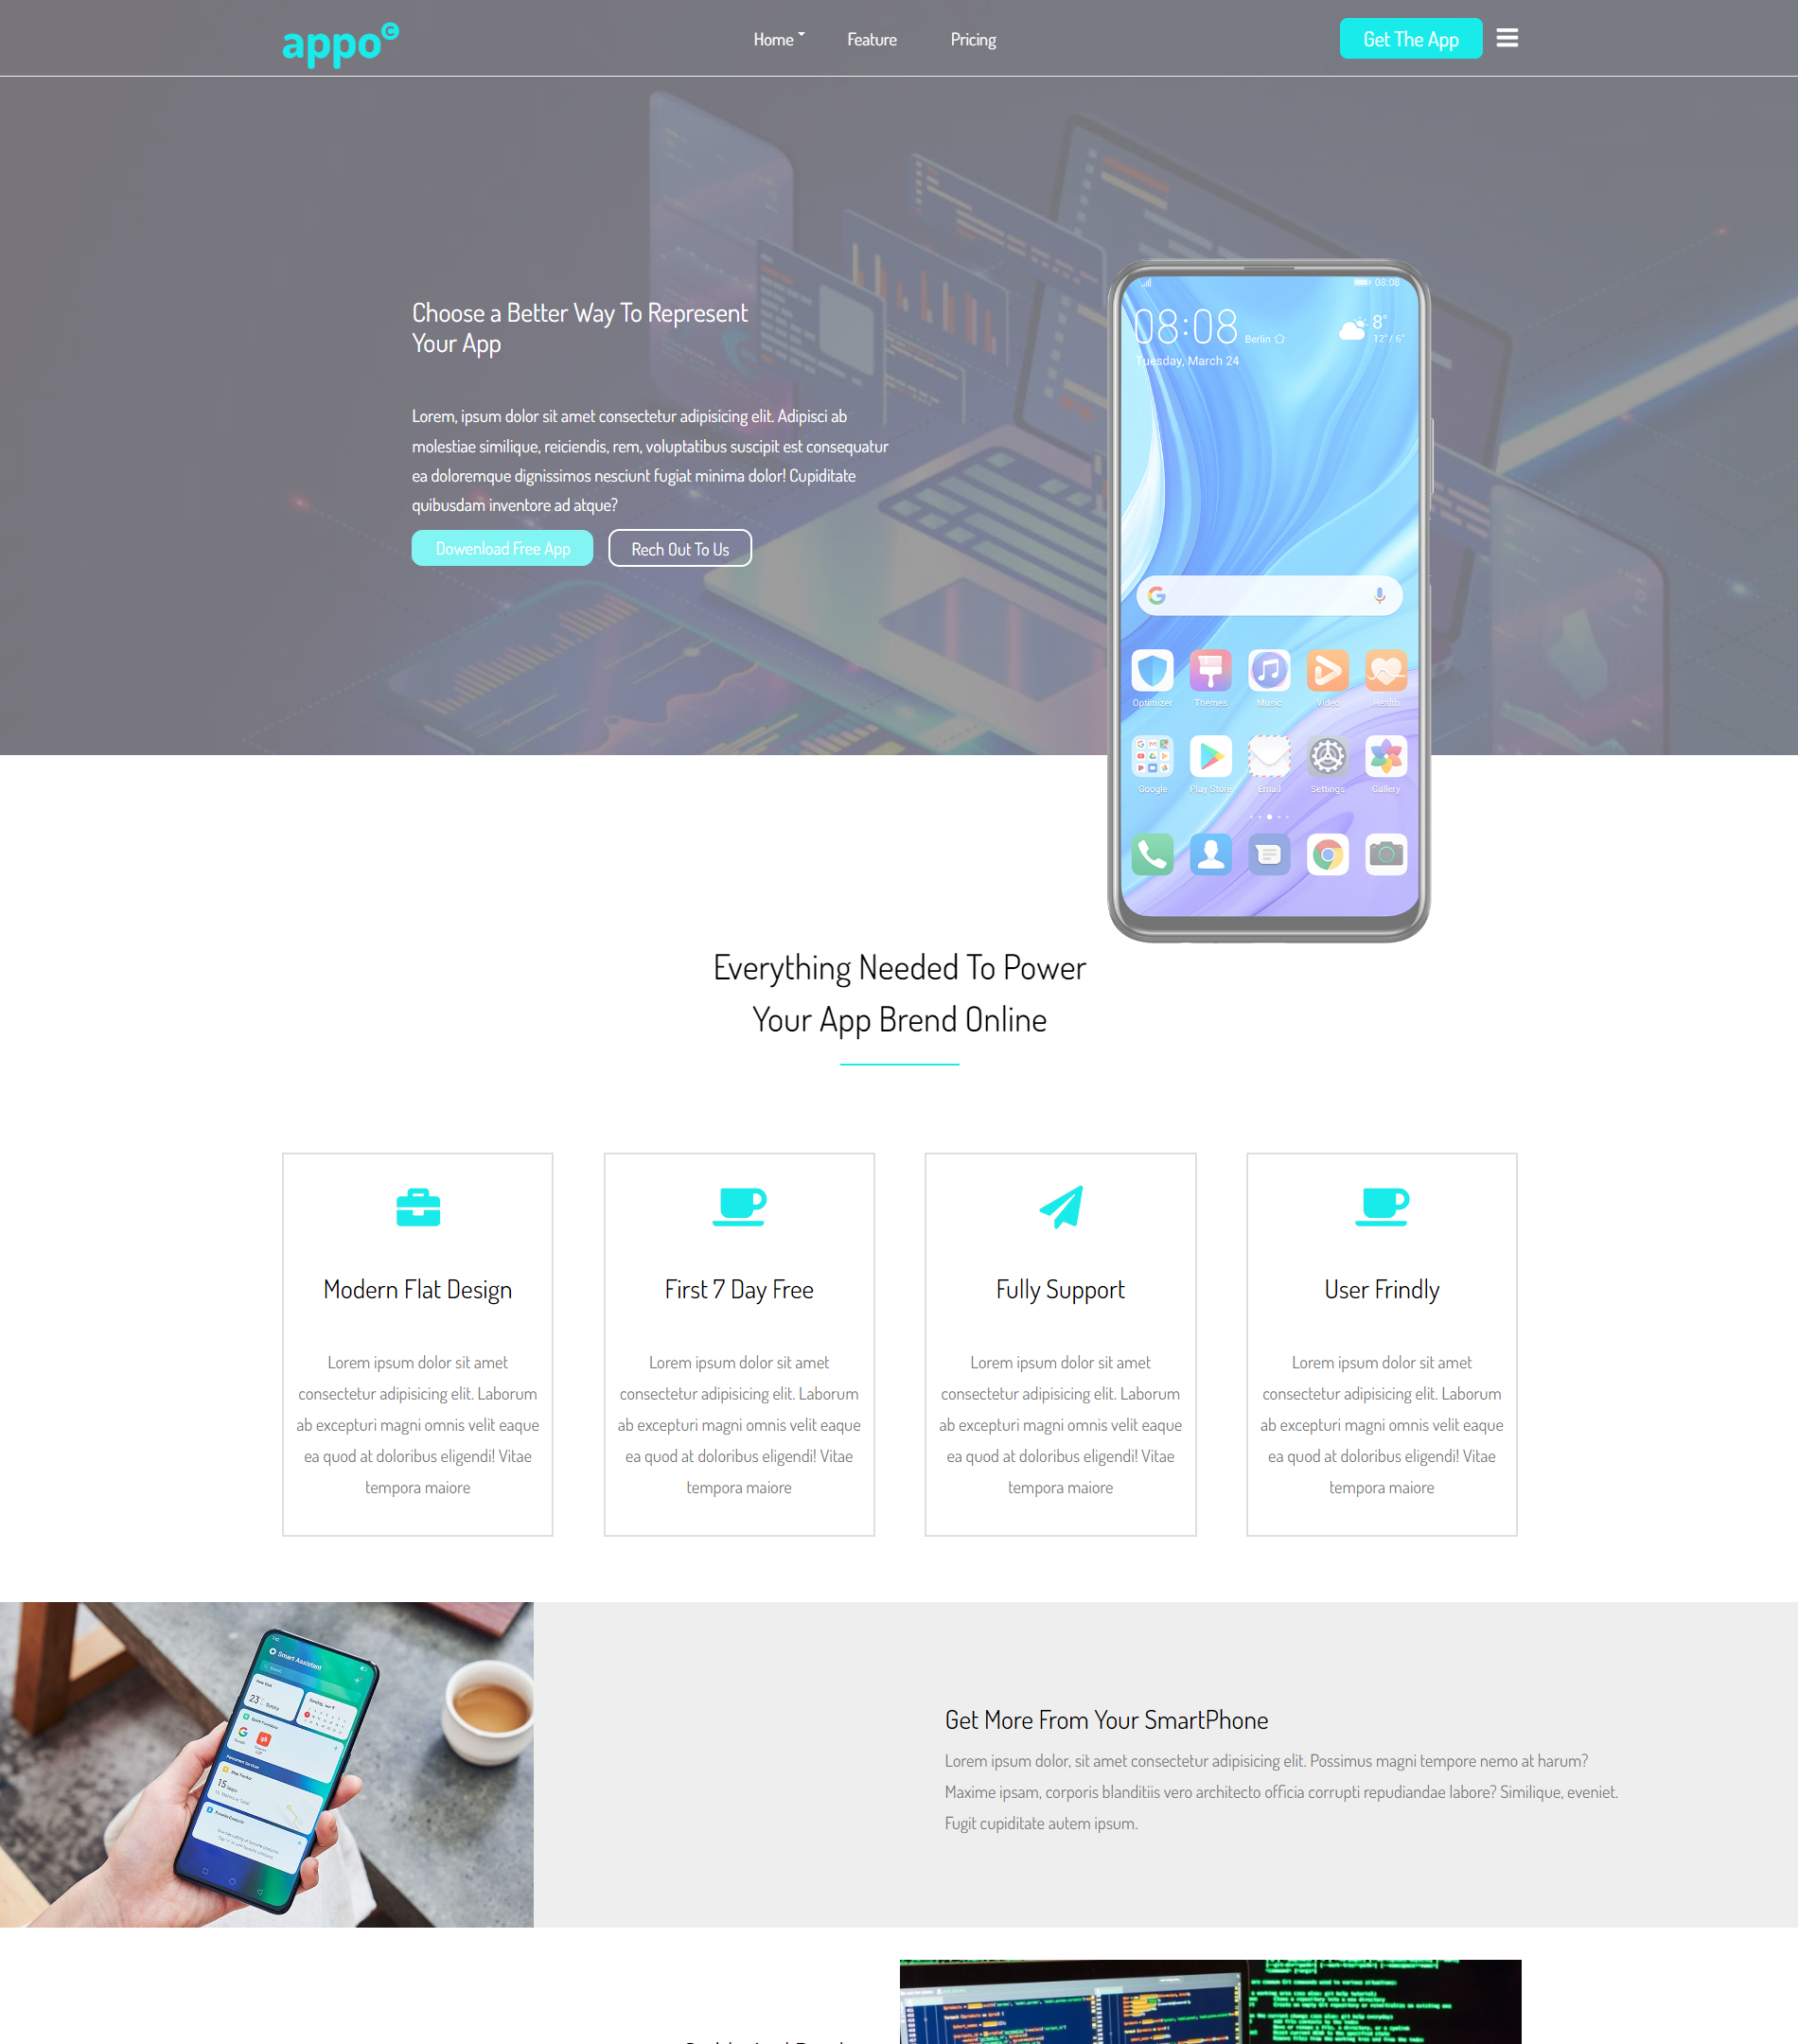 appo
C
Home
Feature
Pricing
Get The App
Choose a Better Way To Represent
Your App
Lorem, ipsum dolor sit amet consectetur adipisicing elit. Adipisci ab
molestiae similique, reiciendis, rem, voluptatibus suscipit est consequatur
ea doloremque dignissimos nesciunt fugiat minima dolor! Cupiditate
quibusdam inventore ad atque?
Dowenload Free App
Rech Out To Us
08:08
08:08
Berlin
8°
12° / 6°
Tuesday, March 24
Optimizer
Themes
Music
Video
Health
Google
Play Store
Email
Settings
Gallery
Everything Needed To Power
Your App Brend Online
Modern Flat Design
Lorem ipsum dolor sit amet
consectetur adipisicing elit. Laborum
ab excepturi magni omnis velit eaque
ea quod at doloribus eligendi! Vitae
tempora maiore
First 7 Day Free
Lorem ipsum dolor sit amet
consectetur adipisicing elit. Laborum
ab excepturi magni omnis velit eaque
ea quod at doloribus eligendi! Vitae
tempora maiore
Fully Support
Lorem ipsum dolor sit amet
consectetur adipisicing elit. Laborum
ab excepturi magni omnis velit eaque
ea quod at doloribus eligendi! Vitae
tempora maiore
User Frindly
Lorem ipsum dolor sit amet
consectetur adipisicing elit. Laborum
ab excepturi magni omnis velit eaque
ea quod at doloribus eligendi! Vitae
tempora maiore
Smart Assistant
23
Sunny
15
Get More From Your SmartPhone
Lorem ipsum dolor, sit amet consectetur adipisicing elit. Possimus magni tempore nemo at harum?
Maxime ipsam, corporis blanditiis vero architecto officia corrupti repudiandae labore? Similique, eveniet.
Fugit cupiditate autem ipsum.